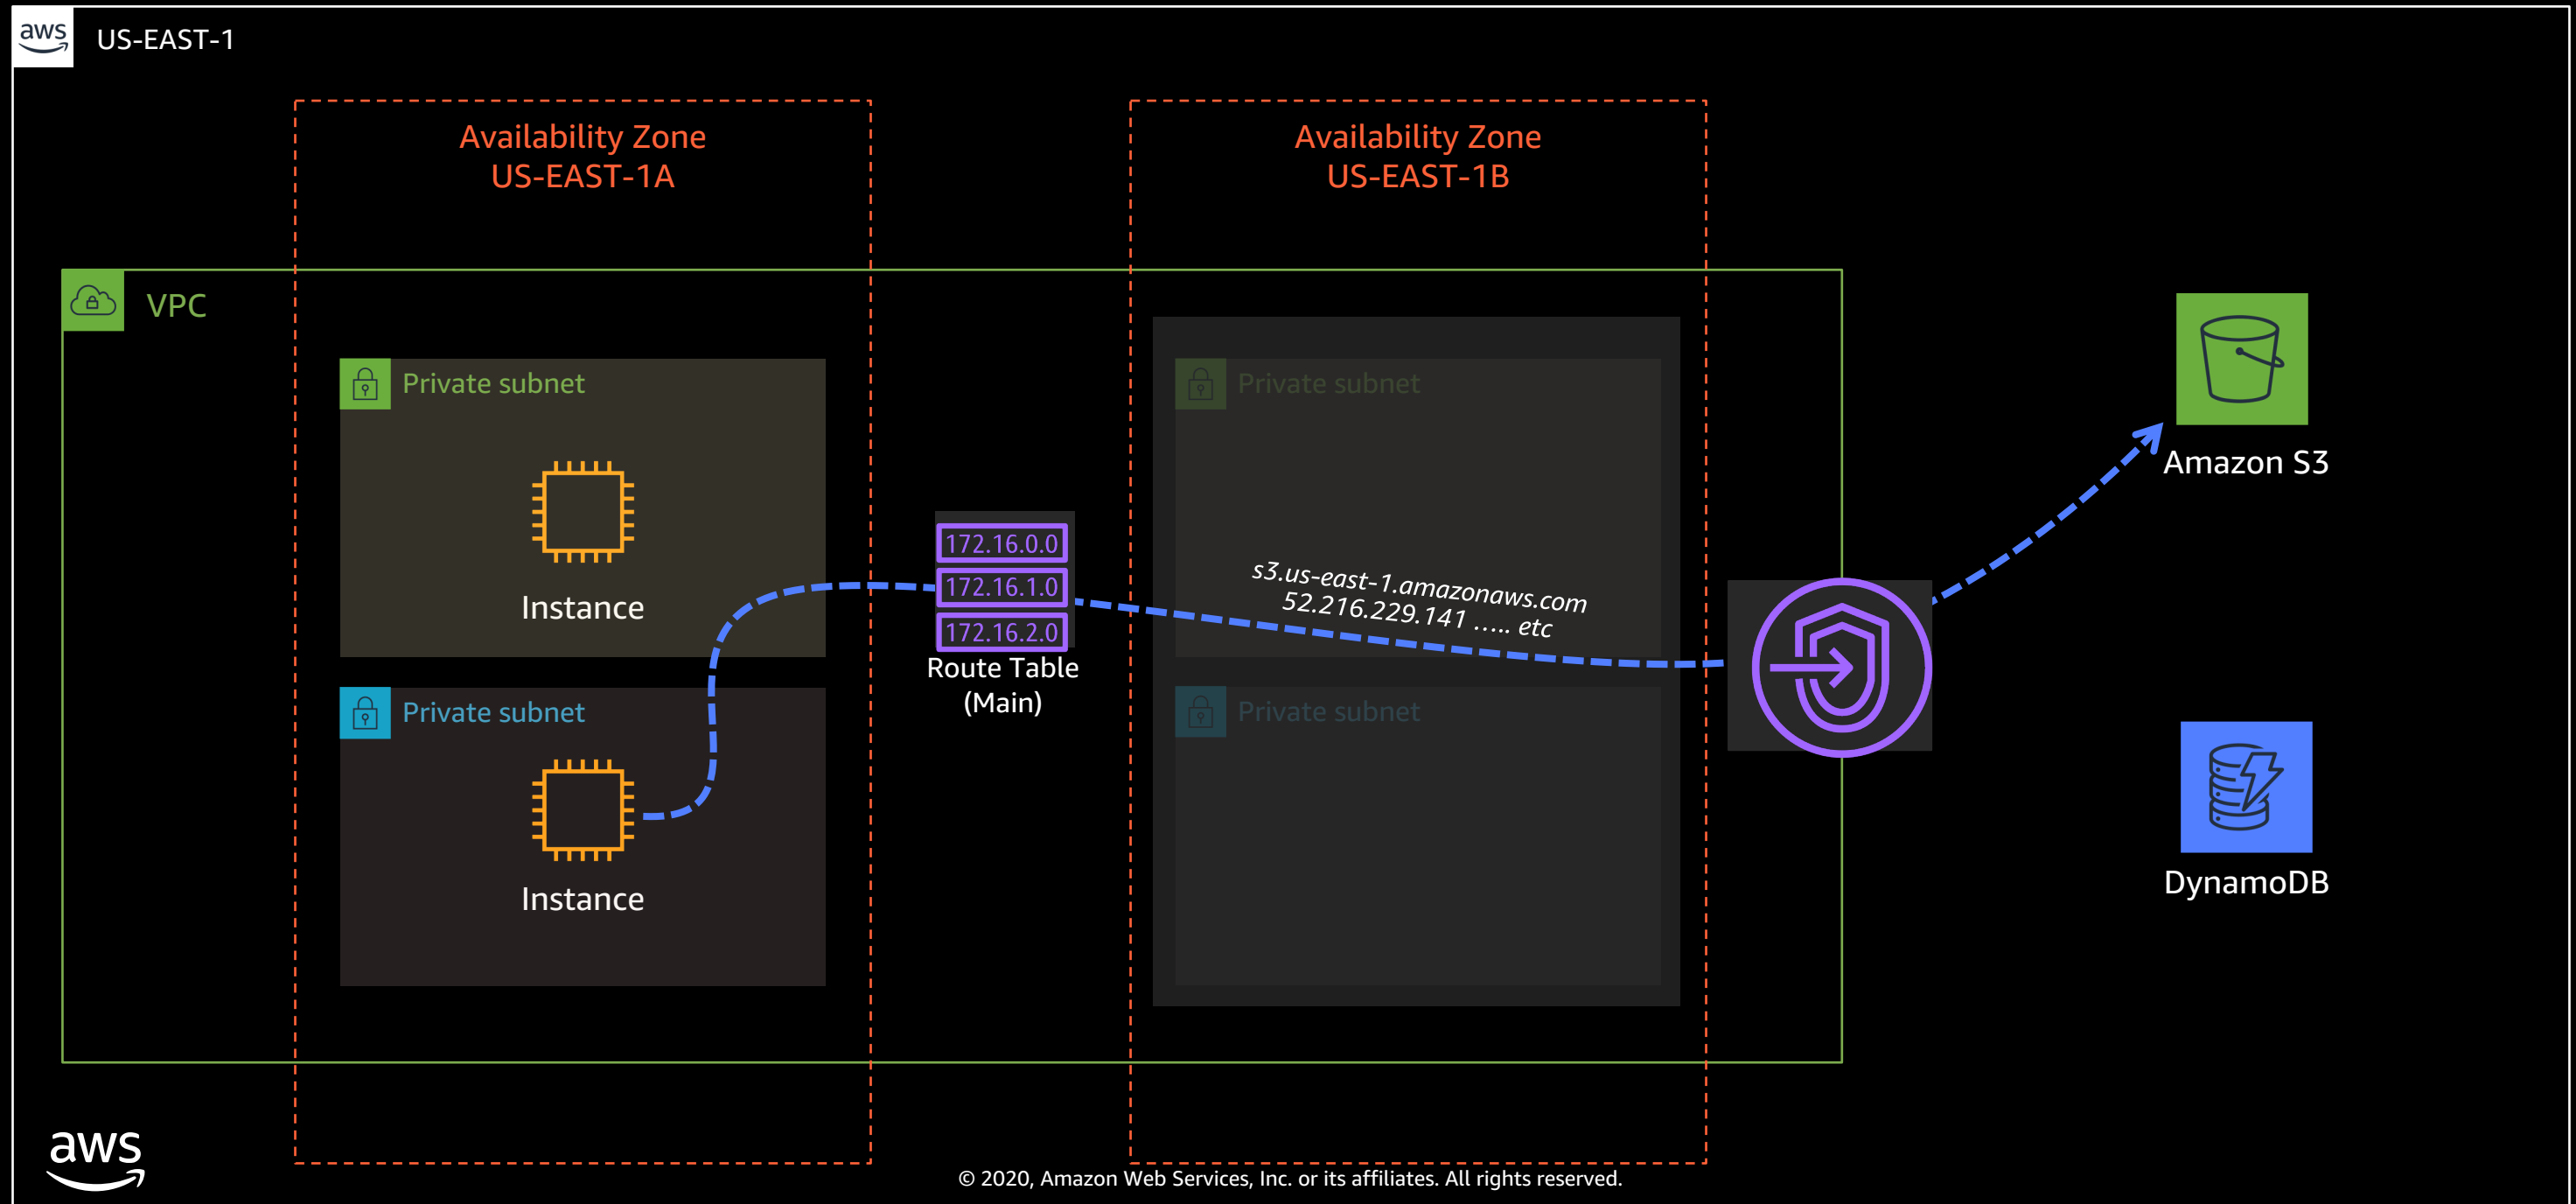 aws
US-EAST-1
Availability Zone
US-EAST-1A
Availability Zone
US-EAST-1B
VPC
Private subnet
Instance
Private subnet
Instance
172.16.0.0
172.16.1.0
172.16.2.0
Route Table
(Main)
Private subnet
s3.us-east-1.amazonaws.com
52.216.229.141 ..... etc
Private subnet
Amazon S3
DynamoDB
aws
© 2020, Amazon Web Services, Inc. or its affiliates. All rights reserved.